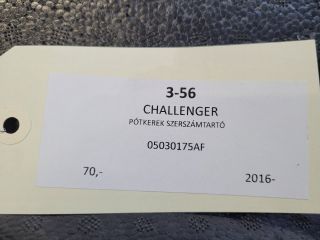 3-56
CHALLENGER
PÓTKEREK SZERSZÁMTARTÓ
05030175AF
70,- 2016-